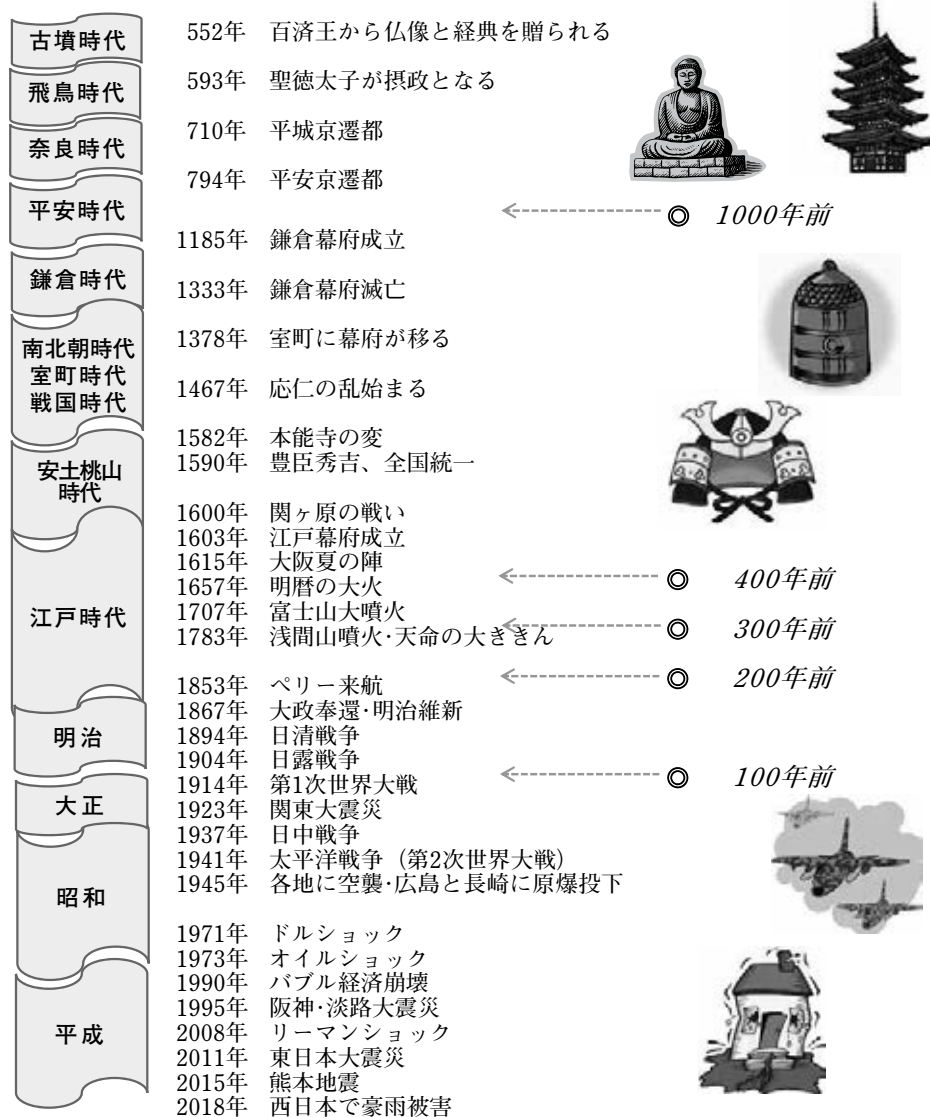 古墳時代
552年 百済王から仏像と経典を贈られる
飛鳥時代
593年 聖徳太子が摂政となる
奈良時代
710年 平城京遷都
794年 平安京遷都
平安時代
1000年前
1185年 鎌倉幕府成立
鎌倉時代
1333年 鎌倉幕府滅亡
南北朝時代
室町時代
戦国時代
1378年 室町に幕府が移る
1467年 応仁の乱始まる
1582年 本能寺の変
1590年 豊臣秀吉、全国統一
安土桃山
時代
1600年 関ヶ原の戦い
1603年 江戸幕府成立
1615年 大阪夏の陣
400年前
1657年 明暦の大火
江戸時代
1707年 富士山大噴火
300年前
1783年 浅間山噴火･天命の大ききん
200年前
1853年 ペリー来航
1867年 大政奉還･明治維新
明治
1894年 日清戦争
1904年 日露戦争
100年前
1914年 第1次世界大戦
大正
1923年 関東大震災
1937年 日中戦争
1941年 太平洋戦争（第2次世界大戦）
1945年 各地に空襲･広島と長崎に原爆投下
昭和
1971年 ドルショック
1973年 オイルショック
1990年 バブル経済崩壊
1995年 阪神･淡路大震災
平成
2008年 リーマンショック
2011年 東日本大震災
2015年 熊本地震
2018年 西日本で豪雨被害